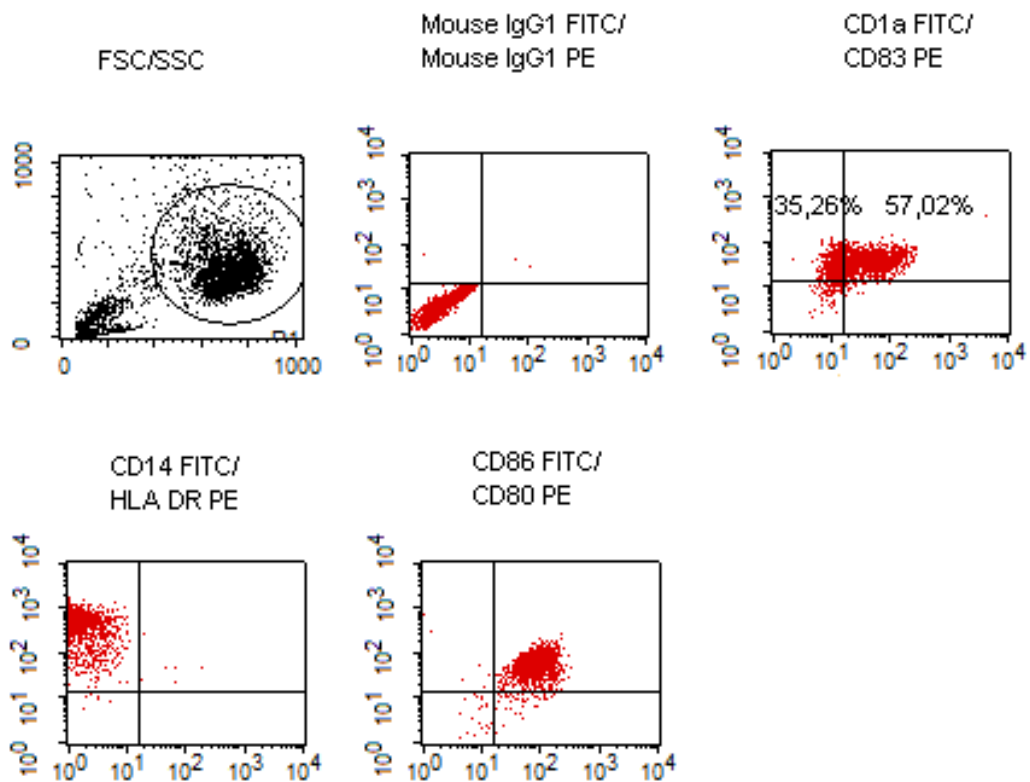 FSC/SSC
1000
0
0 1000
Mouse IgG1 FITC/
Mouse IgG1 PE
10⁴
10³
10²
10¹
10⁰
10⁰ 10¹ 10² 10³ 10⁴
CD1a FITC/
CD83 PE
35,26% 57,02%
10⁴
10³
10²
10¹
10⁰
10⁰ 10¹ 10² 10³ 10⁴
CD14 FITC/
HLA DR PE
10⁴
10³
10²
10¹
10⁰
10⁰ 10¹ 10² 10³ 10⁴
CD86 FITC/
CD80 PE
10⁴
10³
10²
10¹
10⁰
10⁰ 10¹ 10² 10³ 10⁴